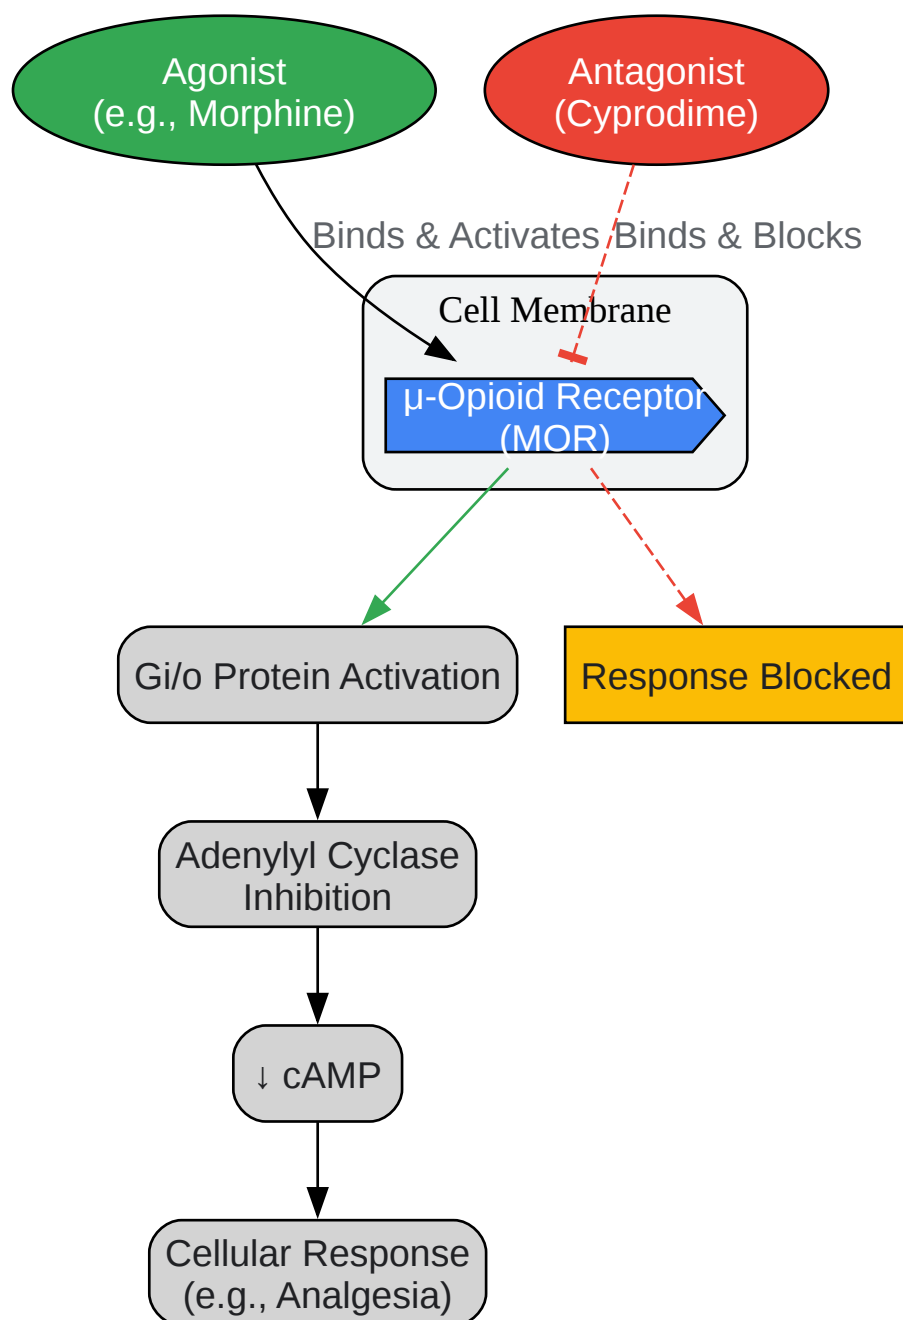 Agonist
(e.g., Morphine)
Antagonist
(Cyprodime)
Binds & Activates
Binds & Blocks
Cell Membrane
μ-Opioid Receptor
(MOR)
Gi/o Protein Activation
Response Blocked
Adenylyl Cyclase
Inhibition
↓ cAMP
Cellular Response
(e.g., Analgesia)